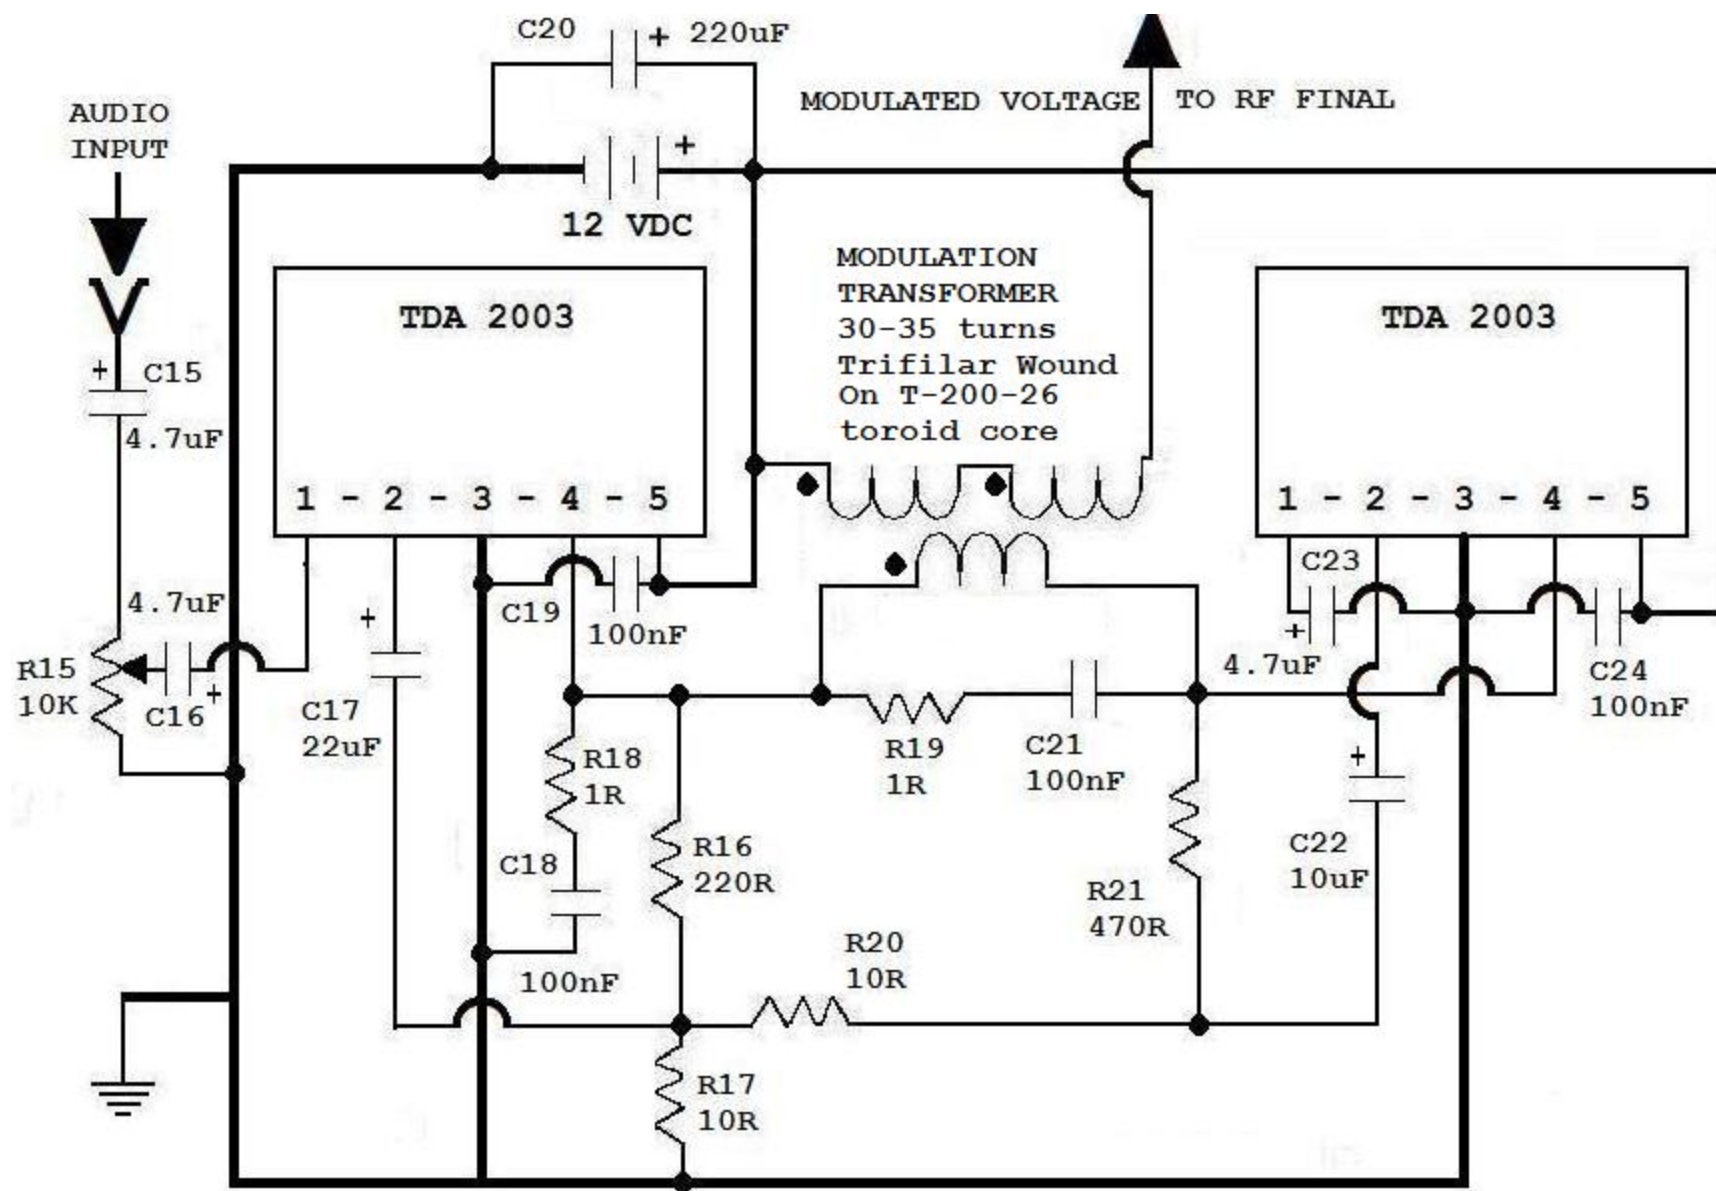 C20 + 220uF
AUDIO
INPUT
MODULATED VOLTAGE TO RF FINAL
+
12 VDC
MODULATION
TRANSFORMER
30-35 turns
Trifilar Wound
On T-200-26
toroid core
TDA 2003
TDA 2003
+ C15
4.7uF
1 - 2 - 3 - 4 - 5
1 - 2 - 3 - 4 - 5
4.7uF
+
C19
100nF
C23
+
4.7uF
R15
10K
C16 +
C17
22uF
C24
100nF
R18
1R
R19
1R
C21
100nF
+
C18
100nF
R16
220R
C22
10uF
R21
470R
R20
10R
R17
10R